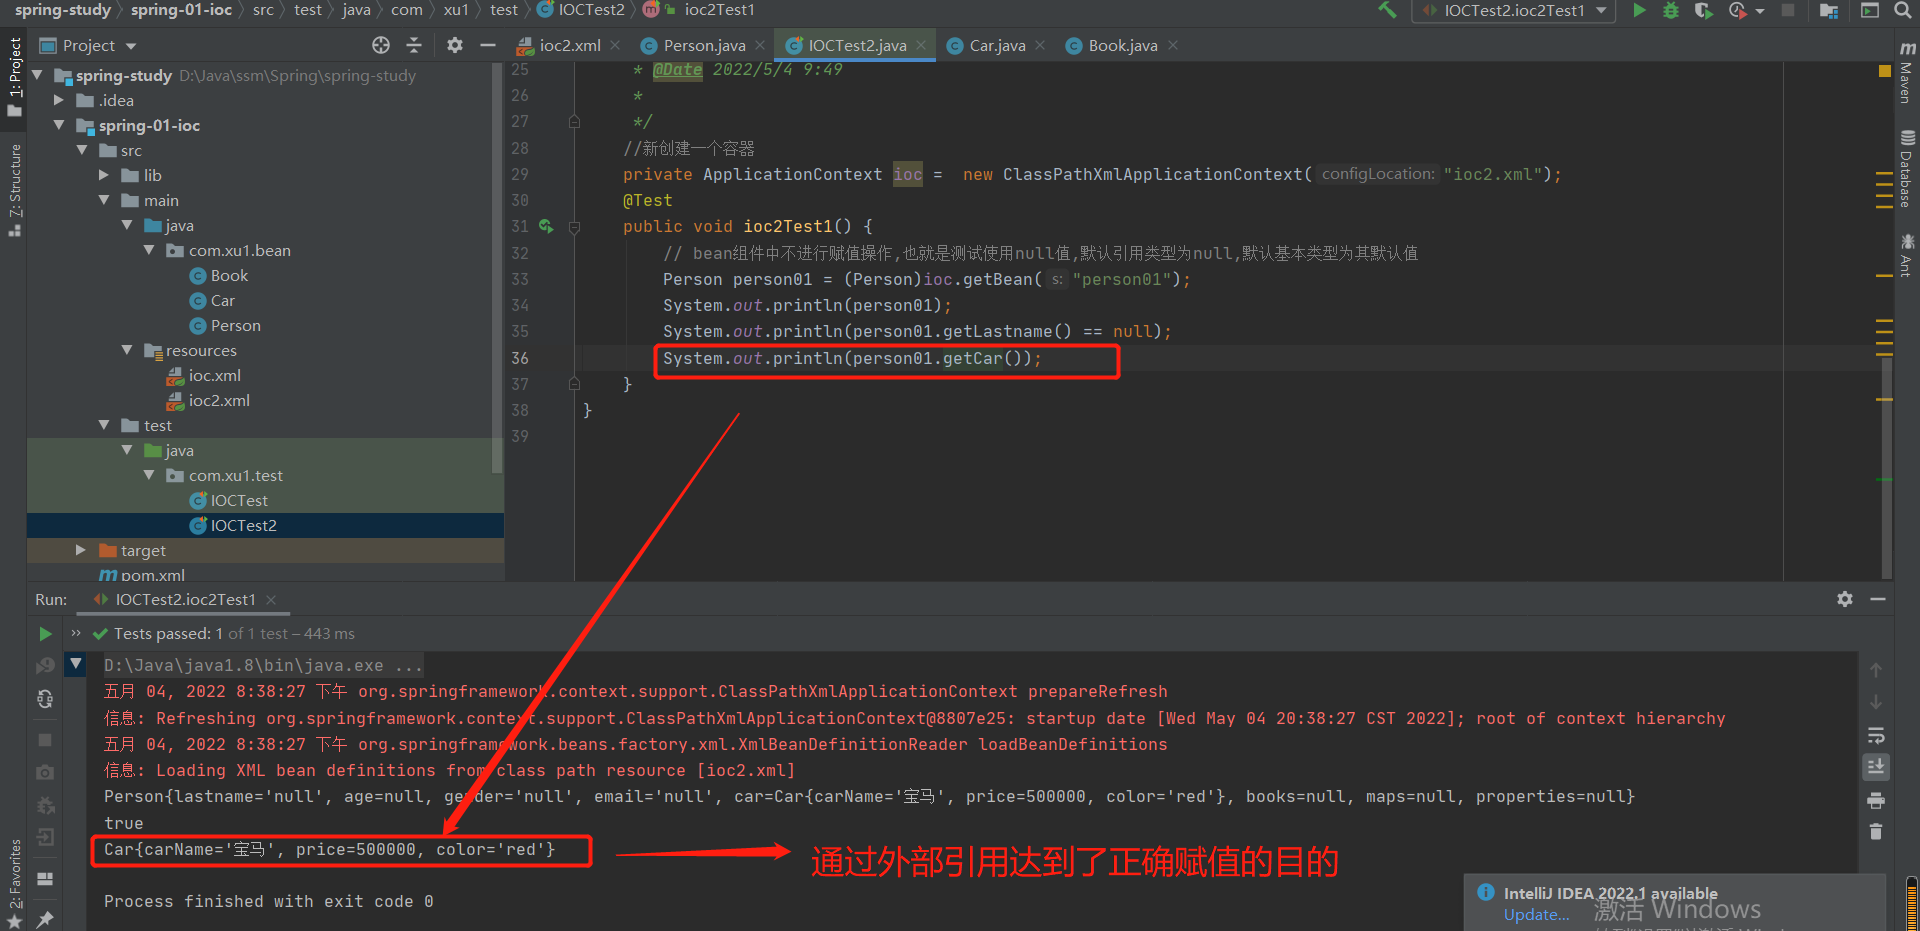 spring-study spring-01-ioc src test java com xu1 test IOCTest2 ioc2Test1 IOCTest2.ioc2Test1
Project
ioc2.xml Person.java IOCTest2.java Car.java Book.java
1: Project
7: Structure
2: Favorites
spring-study D:\Java\ssm\Spring\spring-study
.idea
spring-01-ioc
src
lib
main
java
com.xu1.bean
Book
Car
Person
resources
ioc.xml
ioc2.xml
test
java
com.xu1.test
IOCTest
IOCTest2
target
pom.xml
25 * @Date 2022/5/4 9:49
26 *
27 */
28 //新创建一个容器
29 private ApplicationContext ioc = new ClassPathXmlApplicationContext( configLocation: "ioc2.xml");
30 @Test
31 public void ioc2Test1() {
32 // bean组件中不进行赋值操作,也就是测试使用null值,默认引用类型为null,默认基本类型为其默认值
33 Person person01 = (Person)ioc.getBean( s: "person01");
34 System.out.println(person01);
35 System.out.println(person01.getLastname() == null);
36 System.out.println(person01.getCar());
37 }
38 }
39
Maven
Database
Ant
Run: IOCTest2.ioc2Test1
Tests passed: 1 of 1 test – 443 ms
D:\Java\java1.8\bin\java.exe ...
五月 04, 2022 8:38:27 下午 org.springframework.context.support.ClassPathXmlApplicationContext prepareRefresh
信息: Refreshing org.springframework.context.support.ClassPathXmlApplicationContext@8807e25: startup date [Wed May 04 20:38:27 CST 2022]; root of context hierarchy
五月 04, 2022 8:38:27 下午 org.springframework.beans.factory.xml.XmlBeanDefinitionReader loadBeanDefinitions
信息: Loading XML bean definitions from class path resource [ioc2.xml]
Person{lastname='null', age=null, gender='null', email='null', car=Car{carName='宝马', price=500000, color='red'}, books=null, maps=null, properties=null}
true
Car{carName='宝马', price=500000, color='red'}
通过外部引用达到了正确赋值的目的
Process finished with exit code 0
IntelliJ IDEA 2022.1 available
Update...
激活 Windows